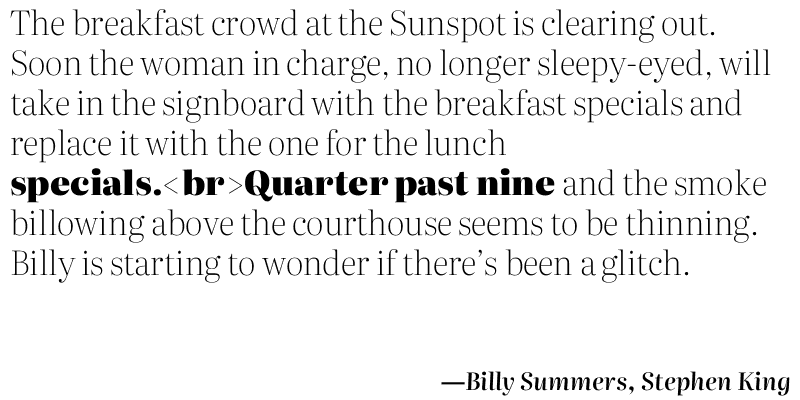 The breakfast crowd at the Sunspot is clearing out.
Soon the woman in charge, no longer sleepy-eyed, will
take in the signboard with the breakfast specials and
replace it with the one for the lunch
specials.<br>Quarter past nine and the smoke
billowing above the courthouse seems to be thinning.
Billy is starting to wonder if there’s been a glitch.
—Billy Summers, Stephen King